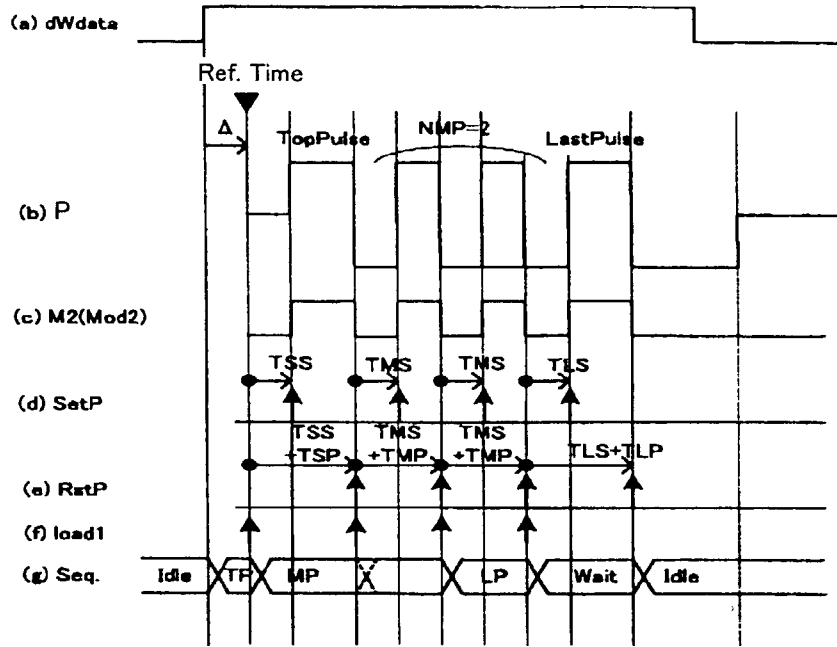 (a) dWdata
Ref. Time
Δ
TopPulse
NMP=2
LastPulse
(b) P
(c) M2(Mod2)
TSS
TMS
TMS
TLS
(d) SetP
TSS
+TSP
TMS
+TMP
TMS
+TMP
TLS+TLP
(e) RstP
(f) load1
(g) Seq.
Idle
TP
MP
LP
Wait
Idle